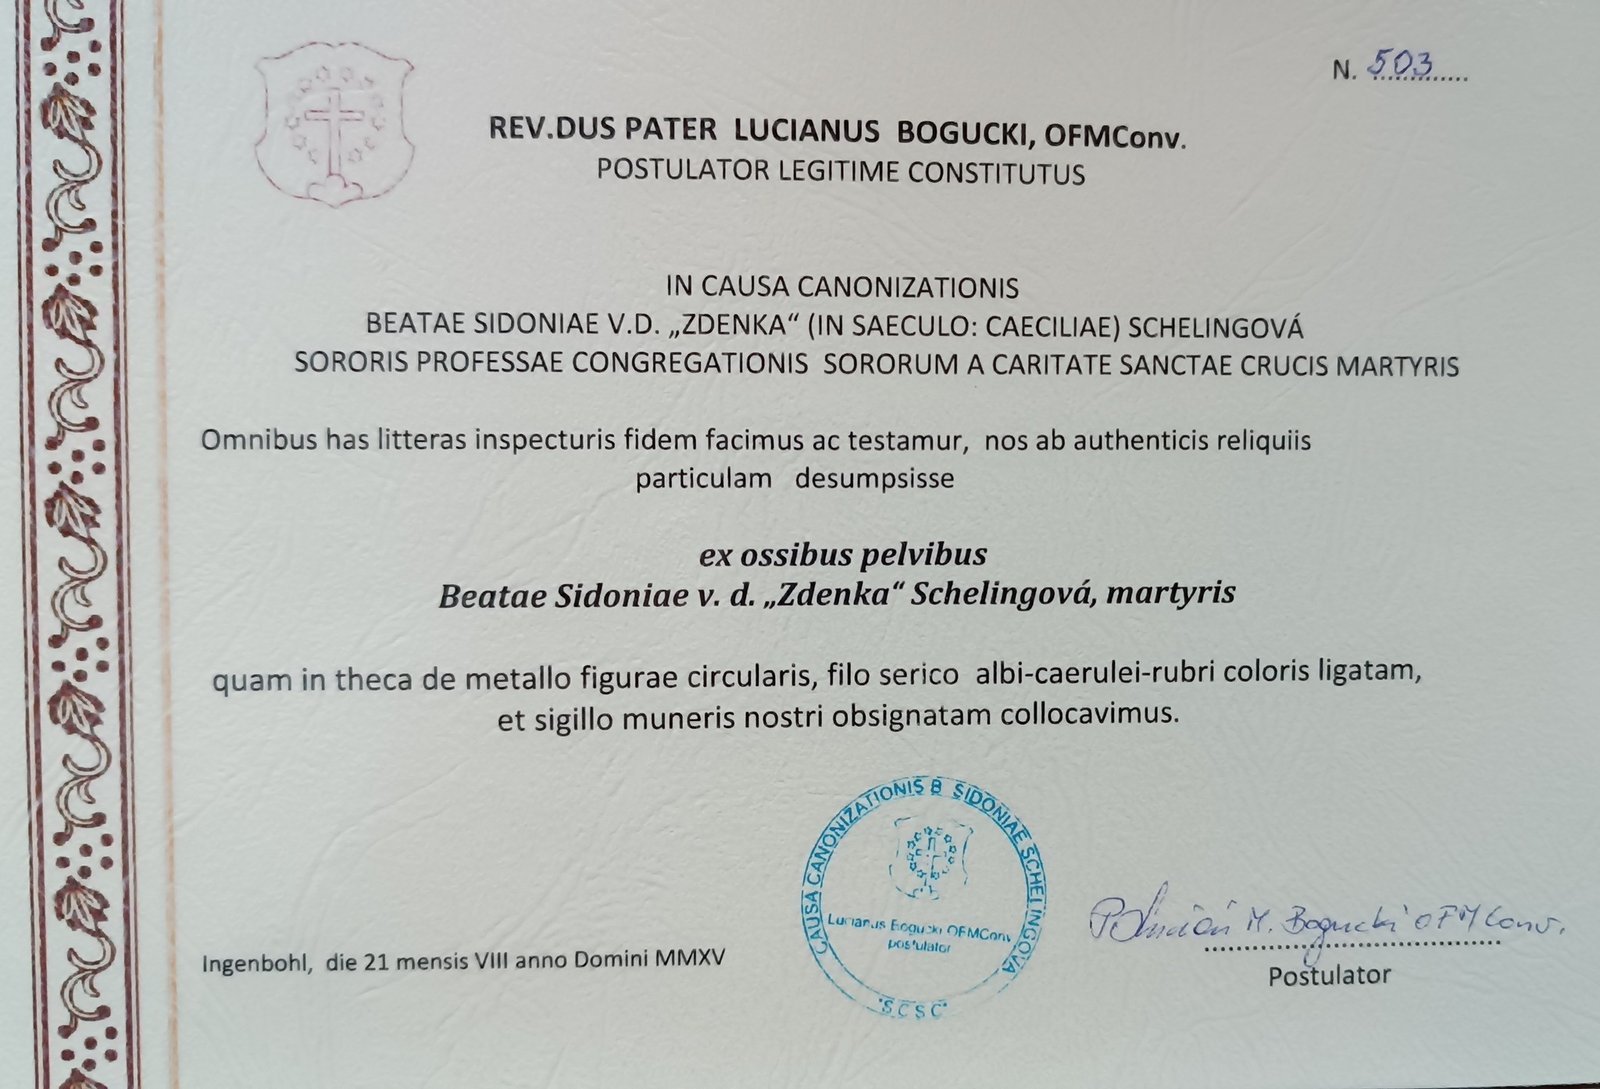 N. 503
REV.DUS PATER LUCIANUS BOGUCKI, OFMConv.
POSTULATOR LEGITIME CONSTITUTUS
IN CAUSA CANONIZATIONIS
BEATAE SIDONIAE V.D. „ZDENKA“ (IN SAECULO: CAECILIAE) SCHELINGOVÁ
SORORIS PROFESSAE CONGREGATIONIS SORORUM A CARITATE SANCTAE CRUCIS MARTYRIS
Omnibus has litteras inspecturis fidem facimus ac testamur, nos ab authenticis reliquiis
particulam desumpsisse
ex ossibus pelvibus
Beatae Sidoniae v. d. „Zdenka“ Schelingová, martyris
quam in theca de metallo figurae circularis, filo serico albi-caerulei-rubri coloris ligatam,
et sigillo muneris nostri obsignatam collocavimus.
CAUSA CANONIZATIONIS B SIDONIAE SCHELINGOVA
Lucianus Bogucki OFMConv
postulator
S C S C
M. Bogucki OFMConv.
Ingenbohl, die 21 mensis VIII anno Domini MMXV
Postulator